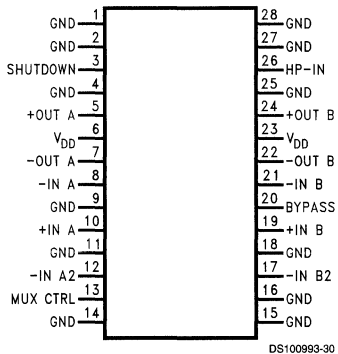 GND 1 28 GND
GND 2 27 GND
SHUTDOWN 3 26 HP-IN
GND 4 25 GND
+OUT A 5 24 +OUT B
VDD 6 23 VDD
-OUT A 7 22 -OUT B
-IN A 8 21 -IN B
GND 9 20 BYPASS
+IN A 10 19 +IN B
GND 11 18 GND
-IN A2 12 17 -IN B2
MUX CTRL 13 16 GND
GND 14 15 GND
DS100993-30